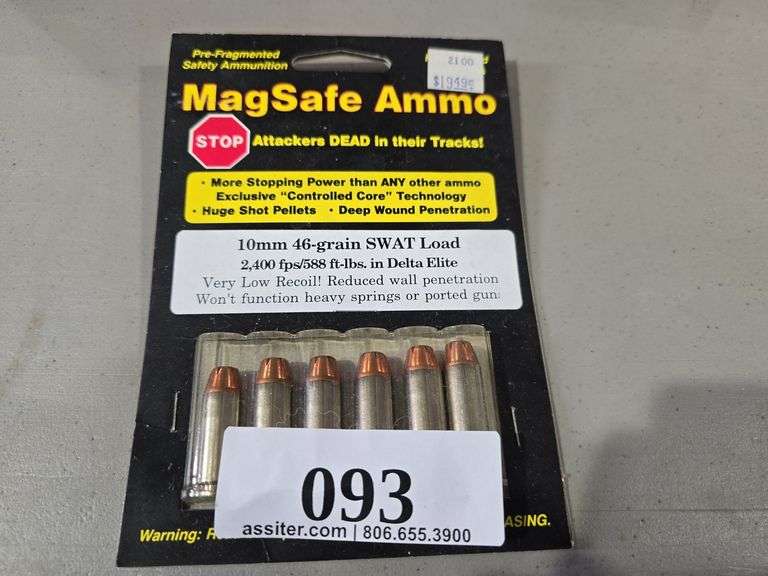 Pre-Fragmented
Safety Ammunition
2100
$1949¢
MagSafe Ammo
STOP
Attackers DEAD in their Tracks!
• More Stopping Power than ANY other ammo
Exclusive "Controlled Core" Technology
• Huge Shot Pellets • Deep Wound Penetration
10mm 46-grain SWAT Load
2,400 fps/588 ft-lbs. in Delta Elite
Very Low Recoil! Reduced wall penetration
Won't function heavy springs or ported gun
093
assiter.com | 806.655.3900
Warning: